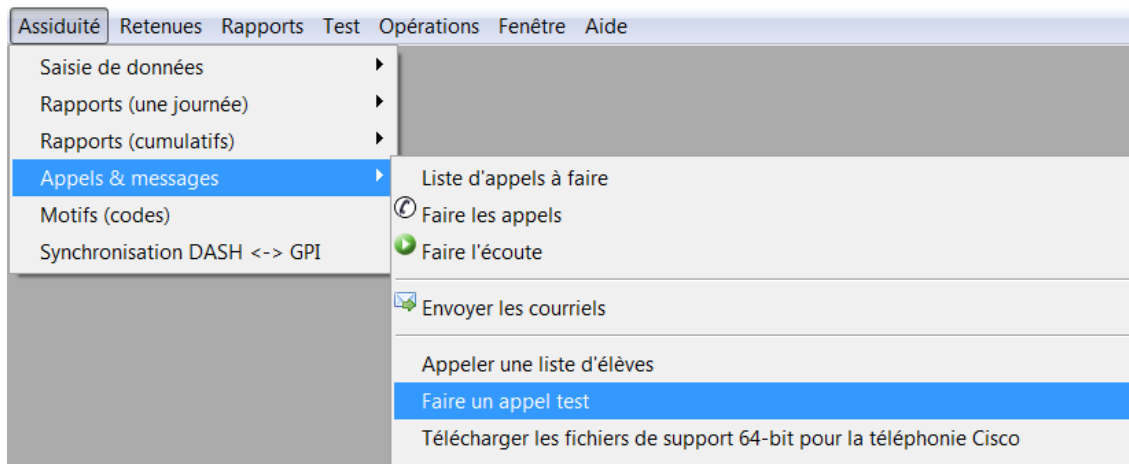 Assiduité Retenues Rapports Test Opérations Fenêtre Aide
Saisie de données
Rapports (une journée)
Rapports (cumulatifs)
Appels & messages
Motifs (codes)
Synchronisation DASH <-> GPI
Liste d'appels à faire
Faire les appels
Faire l'écoute
Envoyer les courriels
Appeler une liste d'élèves
Faire un appel test
Télécharger les fichiers de support 64-bit pour la téléphonie Cisco